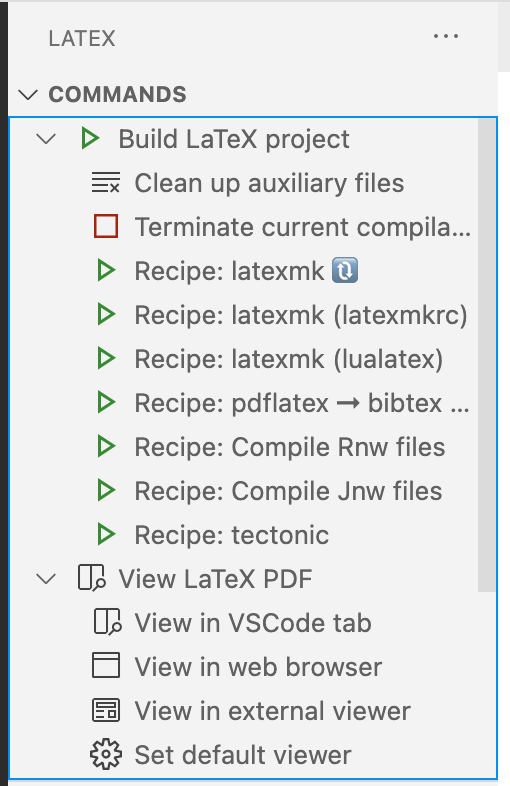 LATEX
COMMANDS
Build LaTeX project
Clean up auxiliary files
Terminate current compila...
Recipe: latexmk 🔃
Recipe: latexmk (latexmkrc)
Recipe: latexmk (lualatex)
Recipe: pdflatex ➞ bibtex ...
Recipe: Compile Rnw files
Recipe: Compile Jnw files
Recipe: tectonic
View LaTeX PDF
View in VSCode tab
View in web browser
View in external viewer
Set default viewer